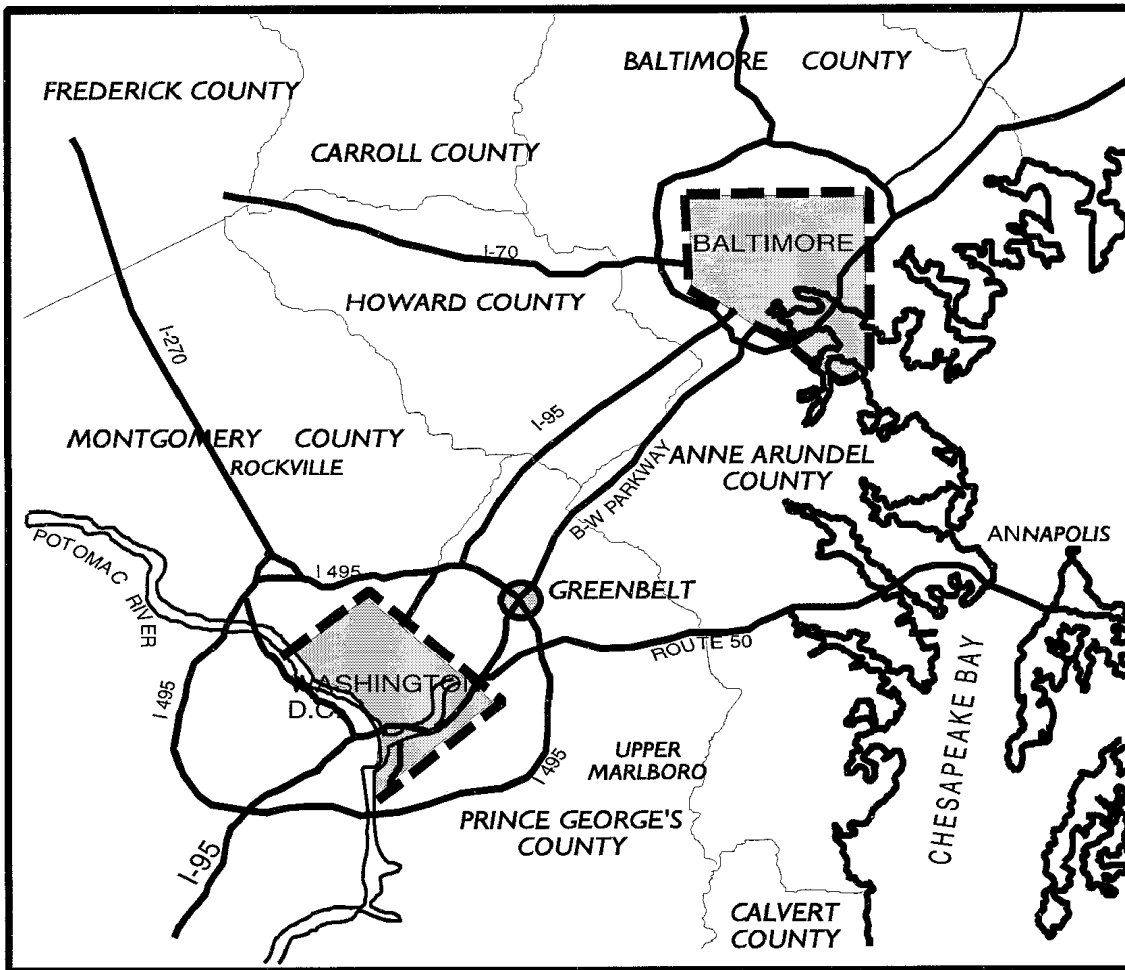 BALTIMORE COUNTY
FREDERICK COUNTY
CARROLL COUNTY
BALTIMORE
I-70
HOWARD COUNTY
I-270
I-95
MONTGOMERY COUNTY
ROCKVILLE
ANNE ARUNDEL
COUNTY
B-W PARKWAY
POTOMAC RIVER
ANNAPOLIS
I 495
GREENBELT
ROUTE 50
WASHINGTON
D.C.
I 495
UPPER
MARLBORO
I 495
CHESAPEAKE BAY
PRINCE GEORGE'S
COUNTY
I-95
CALVERT
COUNTY